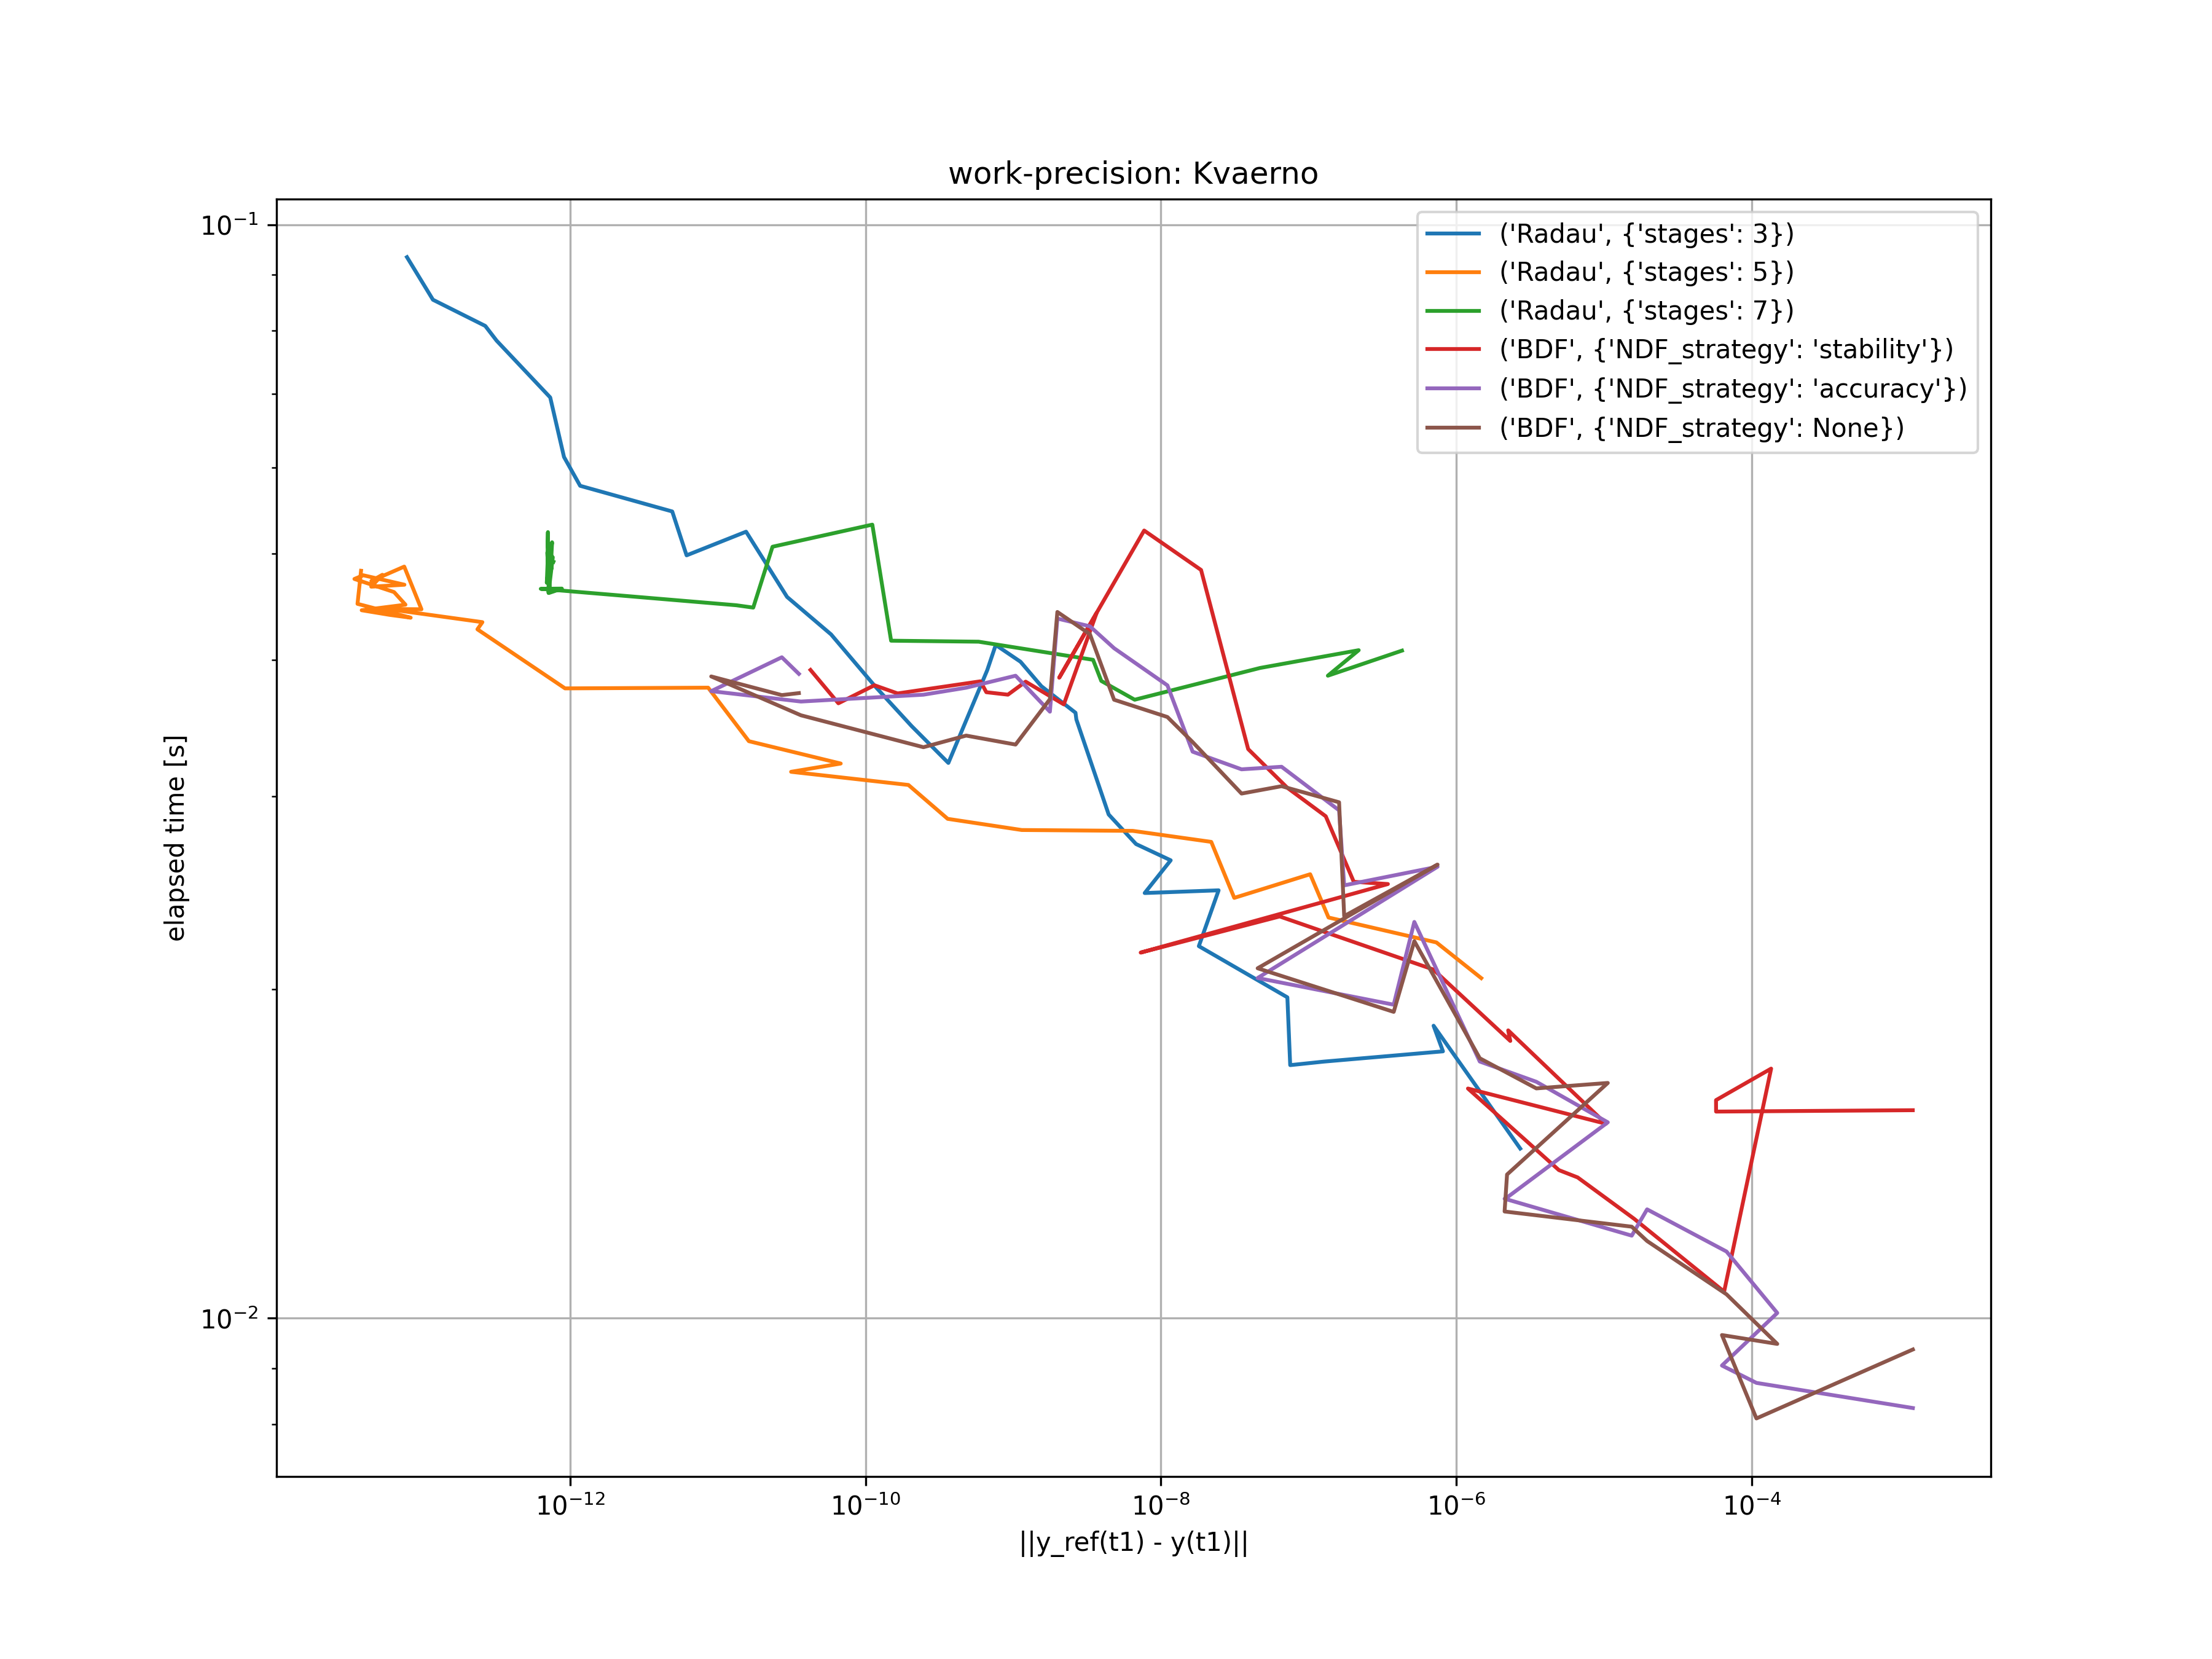 work-precision: Kvaerno
10⁻¹
10⁻²
elapsed time [s]
('Radau', {'stages': 3})
('Radau', {'stages': 5})
('Radau', {'stages': 7})
('BDF', {'NDF_strategy': 'stability'})
('BDF', {'NDF_strategy': 'accuracy'})
('BDF', {'NDF_strategy': None})
10⁻¹² 10⁻¹⁰ 10⁻⁸ 10⁻⁶ 10⁻⁴
||y_ref(t1) - y(t1)||